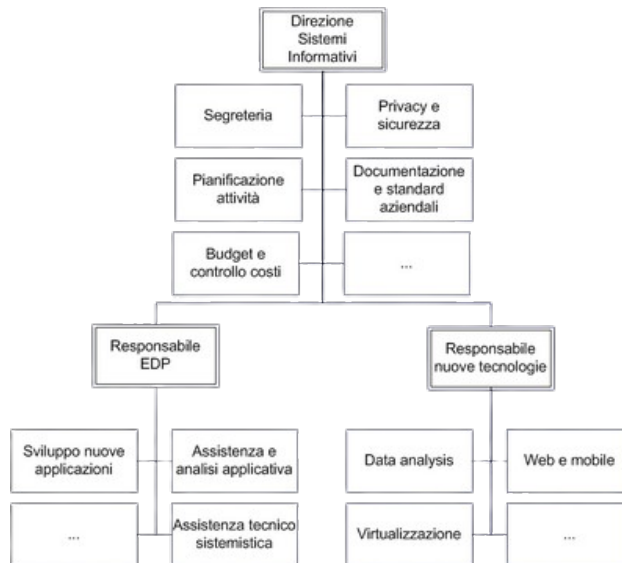 Direzione
Sistemi
Informativi
Segreteria
Privacy e
sicurezza
Pianificazione
attività
Documentazione
e standard
aziendali
Budget e
controllo costi
...
Responsabile
EDP
Responsabile
nuove tecnologie
Sviluppo nuove
applicazioni
Assistenza e
analisi applicativa
Data analysis
Web e mobile
...
Assistenza tecnico
sistemistica
Virtualizzazione
...